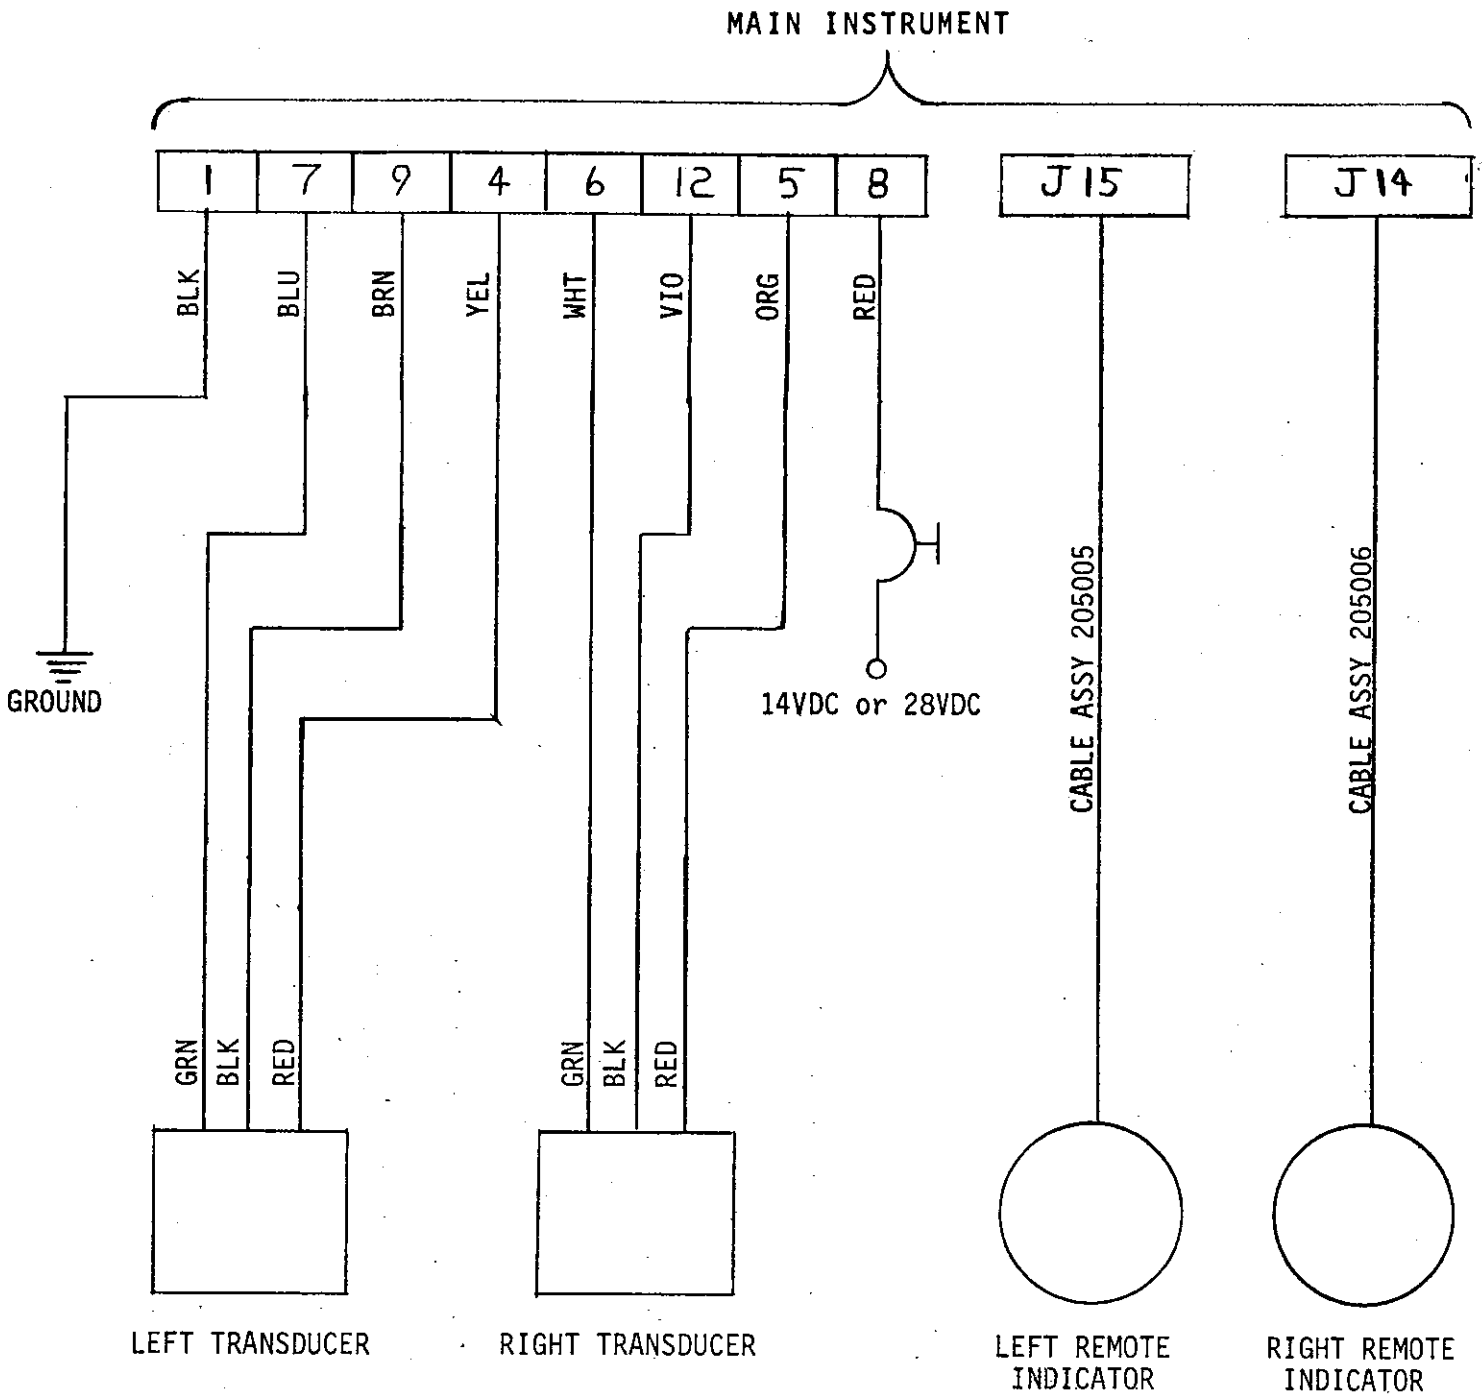 MAIN INSTRUMENT
1 7 9 4 6 12 5 8 J15 J14
BLK BLU BRN YEL WHT VIO ORG RED
CABLE ASSY 205005
CABLE ASSY 205006
GROUND
14VDC or 28VDC
GRN BLK RED GRN BLK RED
LEFT TRANSDUCER
RIGHT TRANSDUCER
LEFT REMOTE
INDICATOR
RIGHT REMOTE
INDICATOR